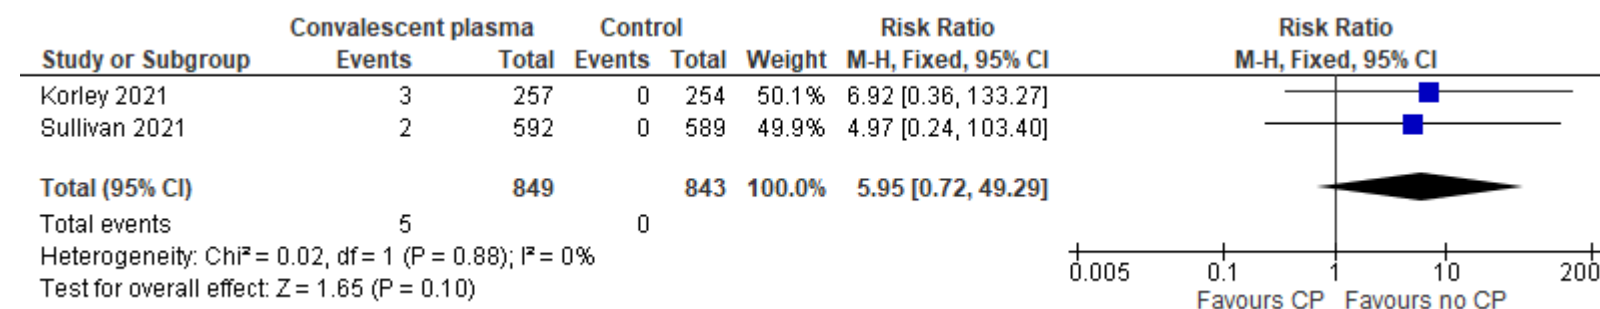 Convalescent plasma Control Risk Ratio Risk Ratio
Study or Subgroup Events Total Events Total Weight M-H, Fixed, 95% CI M-H, Fixed, 95% CI
Korley 2021 3 257 0 254 50.1% 6.92 [0.36, 133.27]
Sullivan 2021 2 592 0 589 49.9% 4.97 [0.24, 103.40]
Total (95% CI) 849 843 100.0% 5.95 [0.72, 49.29]
Total events 5 0
Heterogeneity: Chi² = 0.02, df = 1 (P = 0.88); I² = 0%
Test for overall effect: Z = 1.65 (P = 0.10)
0.005 0.1 1 10 200
Favours CP Favours no CP